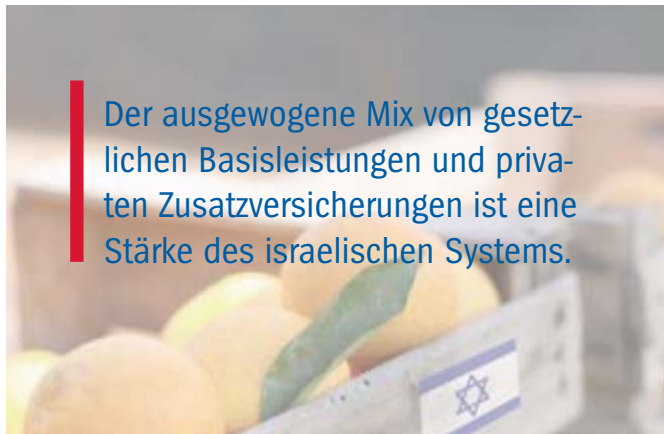 Der ausgewogene Mix von gesetz-
lichen Basisleistungen und priva-
ten Zusatzversicherungen ist eine
Stärke des israelischen Systems.